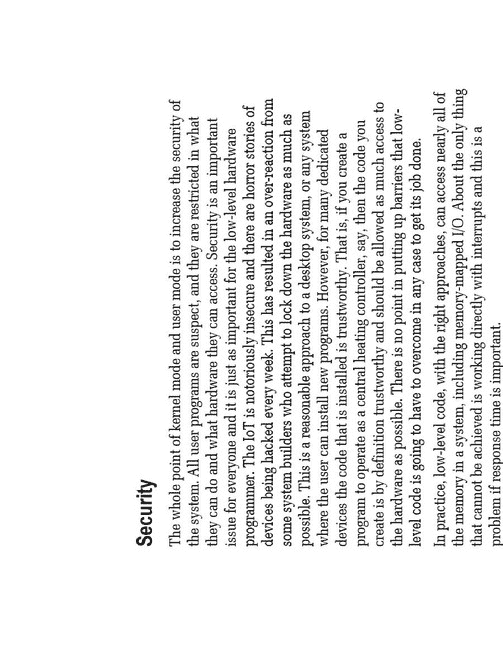 Security
The whole point of kernel mode and user mode is to increase the security of
the system. All user programs are suspect, and they are restricted in what
they can do and what hardware they can access. Security is an important
issue for everyone and it is just as important for the low-level hardware
programmer. The IoT is notoriously insecure and there are horror stories of
devices being hacked every week. This has resulted in an over-reaction from
some system builders who attempt to lock down the hardware as much as
possible. This is a reasonable approach to a desktop system, or any system
where the user can install new programs. However, for many dedicated
devices the code that is installed is trustworthy. That is, if you create a
program to operate as a central heating controller, say, then the code you
create is by definition trustworthy and should be allowed as much access to
the hardware as possible. There is no point in putting up barriers that low-
level code is going to have to overcome in any case to get its job done.
In practice, low-level code, with the right approaches, can access nearly all of
the memory in a system, including memory-mapped I/O. About the only thing
that cannot be achieved is working directly with interrupts and this is a
problem if response time is important.